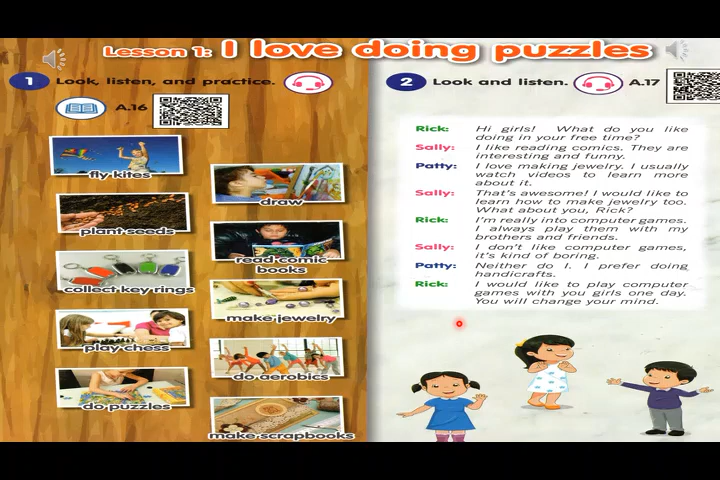 Lesson 1: I love doing puzzles
1 Look, listen, and practice.
A.16
fly kites
plant seeds
collect key rings
play chess
do puzzles
draw
read comic
books
make jewelry
do aerobics
make scrapbooks
2 Look and listen. A.17
Rick: Hi girls! What do you like
doing in your free time?
Sally: I like reading comics. They are
interesting and funny.
Patty: I love making jewelry. I usually
watch videos to learn more
about it.
Sally: That's awesome! I would like to
learn how to make jewelry too.
What about you, Rick?
Rick: I'm really into computer games.
I always play them with my
brothers and friends.
Sally: I don't like computer games,
it's kind of boring.
Patty: Neither do I. I prefer doing
handicrafts.
Rick: I would like to play computer
games with you girls one day.
You will change your mind.